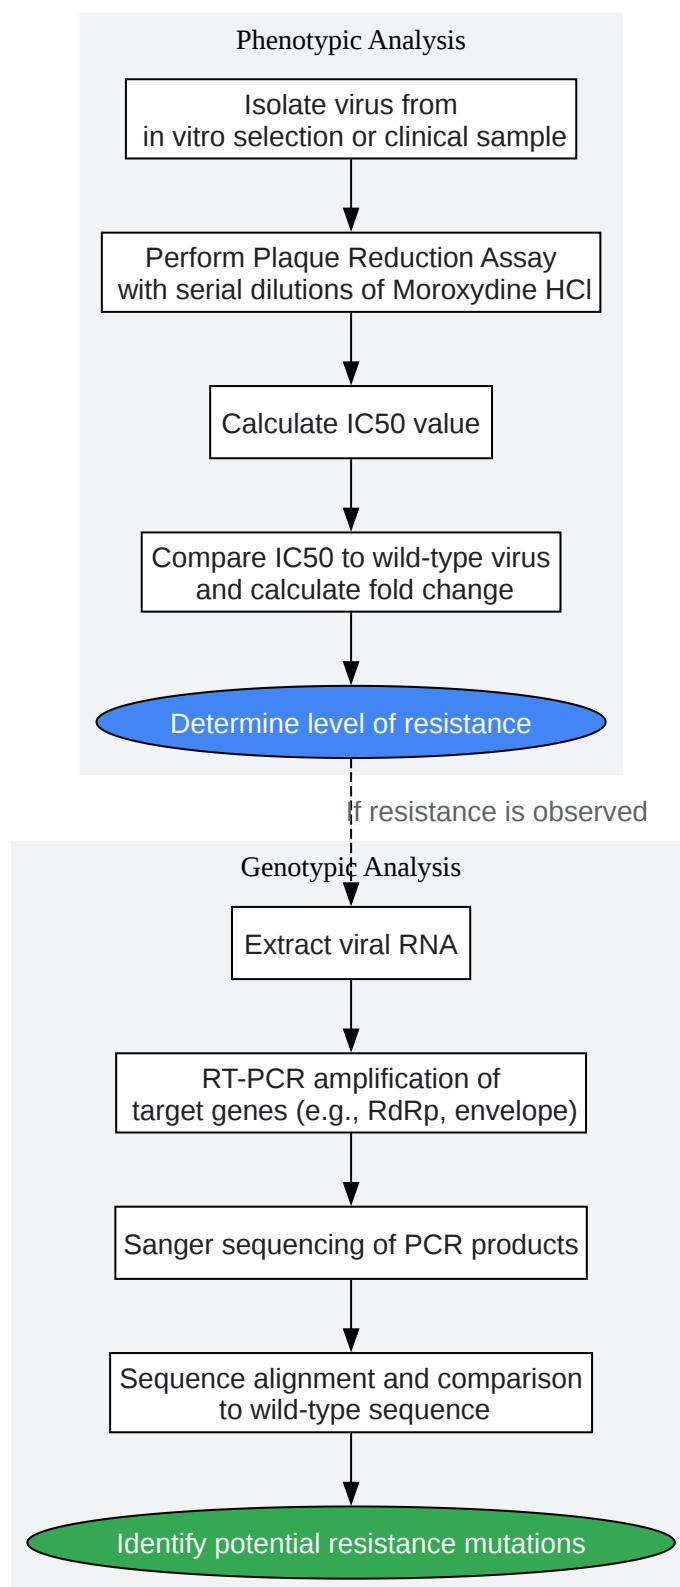 Phenotypic Analysis
Isolate virus from
in vitro selection or clinical sample
Perform Plaque Reduction Assay
with serial dilutions of Moroxydine HCl
Calculate IC50 value
Compare IC50 to wild-type virus
and calculate fold change
Determine level of resistance
If resistance is observed
Genotypic Analysis
Extract viral RNA
RT-PCR amplification of
target genes (e.g., RdRp, envelope)
Sanger sequencing of PCR products
Sequence alignment and comparison
to wild-type sequence
Identify potential resistance mutations